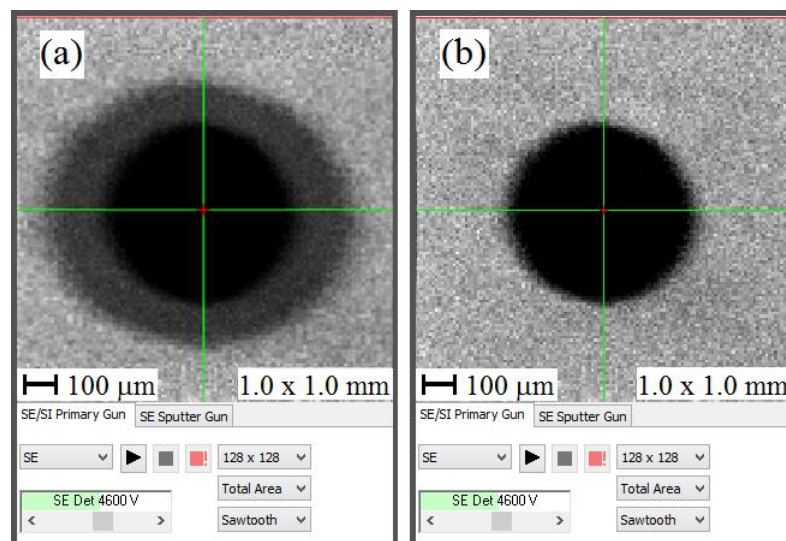 (a)
100 μm
1.0 x 1.0 mm
SE/SI Primary Gun
SE Sputter Gun
SE
128 x 128
SE Det 4600 V
Total Area
Sawtooth
(b)
100 μm
1.0 x 1.0 mm
SE/SI Primary Gun
SE Sputter Gun
SE
128 x 128
SE Det 4600 V
Total Area
Sawtooth